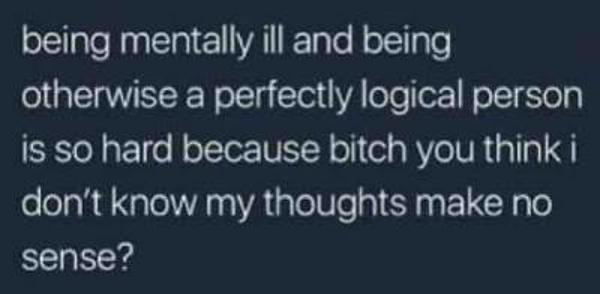 being mentally ill and being
otherwise a perfectly logical person
is so hard because bitch you think i
don't know my thoughts make no
sense?